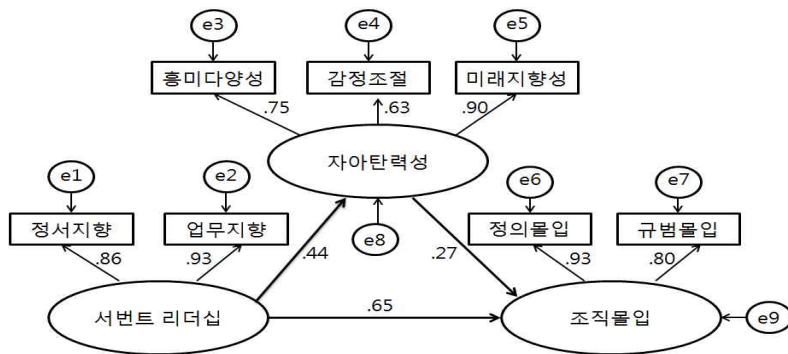 e3 e4 e5
흥미다양성 감정조절 미래지향성
.75 .63 .90
자아탄력성
e1 e2 e6 e7
정서지향 업무지향 e8 정의몰입 규범몰입
.86 .93 .44 .27 .93 .80
.65
서번트 리더십 조직몰입 e9